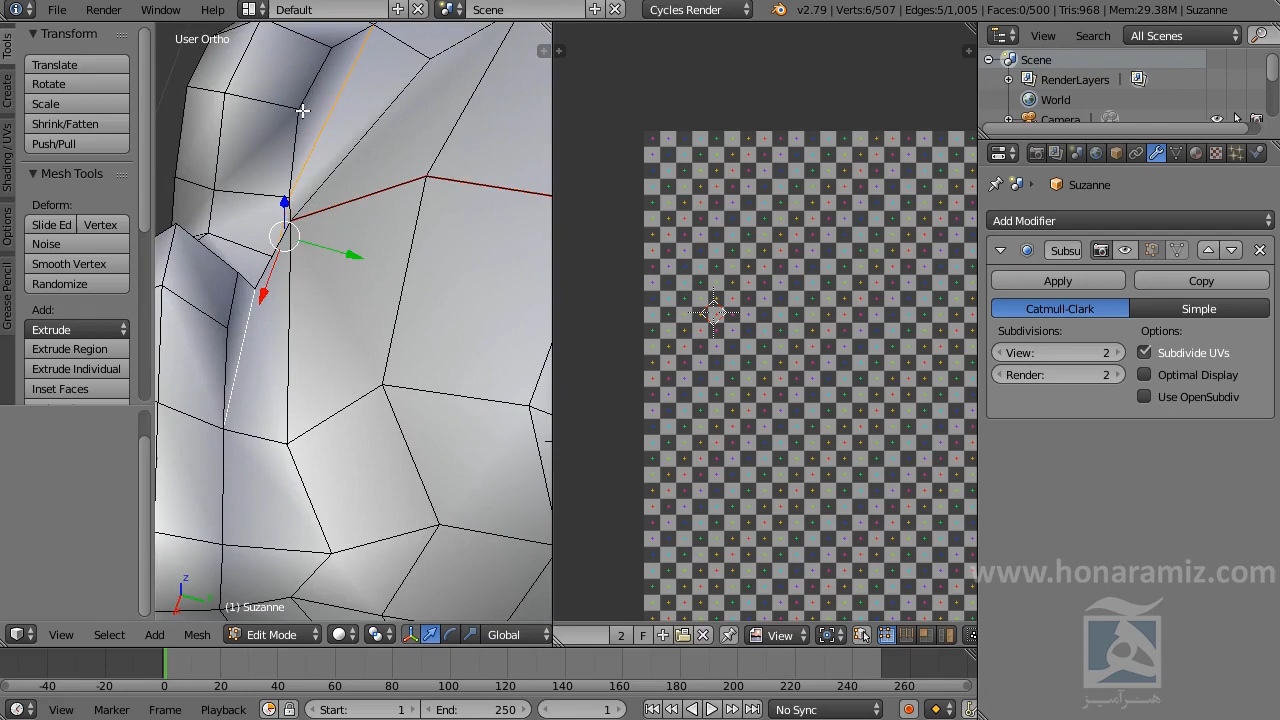 File Render Window Help Default Scene Cycles Render v2.79 | Verts:6/507 | Edges:5/1,005 | Faces:0/500 | Tris:968 | Mem:29.38M | Suzanne
View Search All Scenes
Scene
RenderLayers
World
Camera
Tools
Create
Shading / UVs
Options
Grease Pencil
Transform
Translate
Rotate
Scale
Shrink/Fatten
Push/Pull
Mesh Tools
Deform:
Slide Ed Vertex
Noise
Smooth Vertex
Randomize
Add:
Extrude
Extrude Region
Extrude Individual
Inset Faces
User Ortho
z
(1) Suzanne
Suzanne
Add Modifier
Subsu
Apply Copy
Catmull-Clark Simple
Subdivisions: Options:
View: 2 Subdivide UVs
Render: 2 Optimal Display
Use OpenSubdiv
www.honaramiz.com
هنرآمیز
View Select Add Mesh Edit Mode Global 2 F View
-40 -20 0 20 40 60 80 100 120 140 160 180 200 220 240 260
View Marker Frame Playback Start: 1 End: 250 1 No Sync